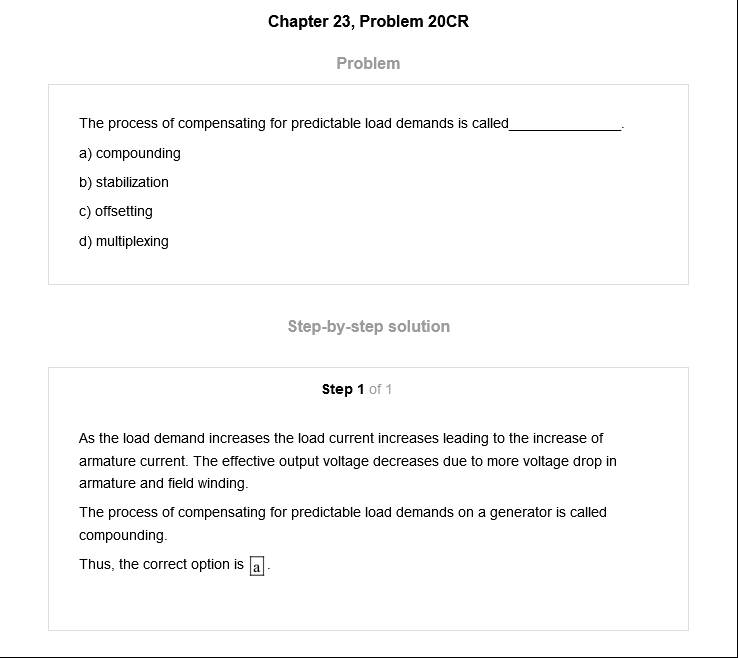 Chapter 23, Problem 20CR
Problem
The process of compensating for predictable load demands is called_______________.
a) compounding
b) stabilization
c) offsetting
d) multiplexing
Step-by-step solution
Step 1 of 1
As the load demand increases the load current increases leading to the increase of
armature current. The effective output voltage decreases due to more voltage drop in
armature and field winding.
The process of compensating for predictable load demands on a generator is called
compounding.
Thus, the correct option is a.